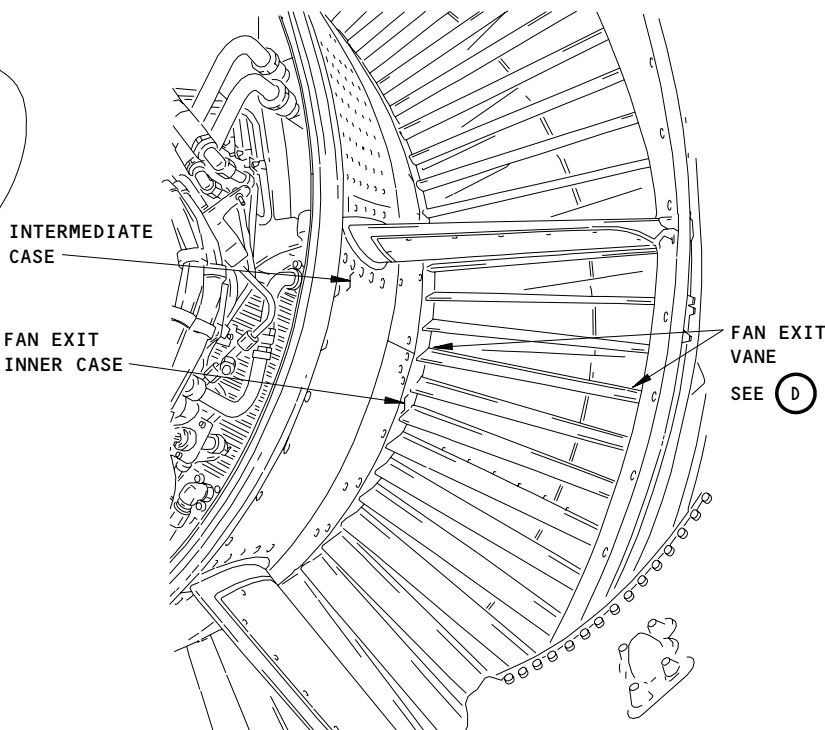 INTERMEDIATE
CASE
FAN EXIT
INNER CASE
FAN EXIT
VANE
SEE D